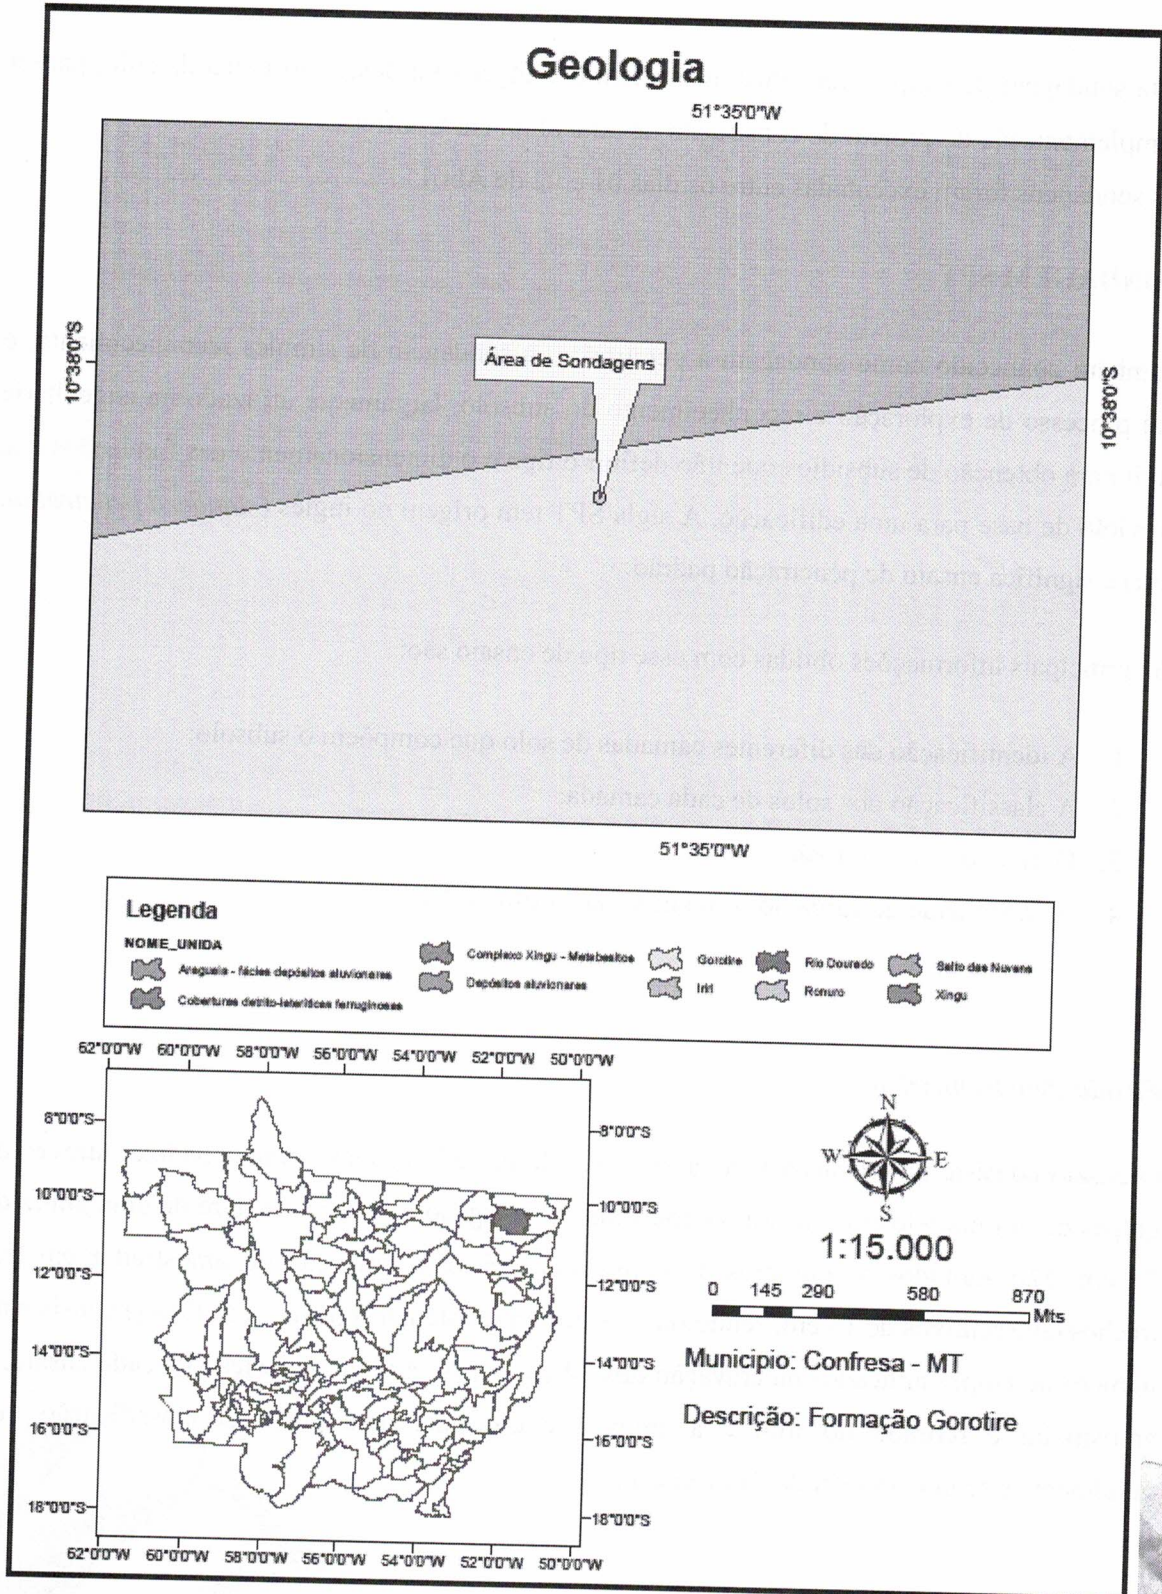 Geologia
51°35'0"W
10°38'0"S
Área de Sondagens
10°38'0"S
51°35'0"W
Legenda
NOME_UNIDA
Araguaia - fácies depósitos aluvionares
Coberturas detrito-lateríticas ferruginosas
Complexo Xingu - Metabasitos
Depósitos aluvionares
Gorotire
Iriri
Rio Dourado
Ronuro
Salto das Nuvens
Xingu
62°0'0"W 60°0'0"W 58°0'0"W 56°0'0"W 54°0'0"W 52°0'0"W 50°0'0"W
8°0'0"S 8°0'0"S
10°0'0"S 10°0'0"S
12°0'0"S 12°0'0"S
14°0'0"S 14°0'0"S
16°0'0"S 16°0'0"S
18°0'0"S 18°0'0"S
62°0'0"W 60°0'0"W 58°0'0"W 56°0'0"W 54°0'0"W 52°0'0"W 50°0'0"W
N
W E
S
1:15.000
0 145 290 580 870
Mts
Municipio: Confresa - MT
Descrição: Formação Gorotire